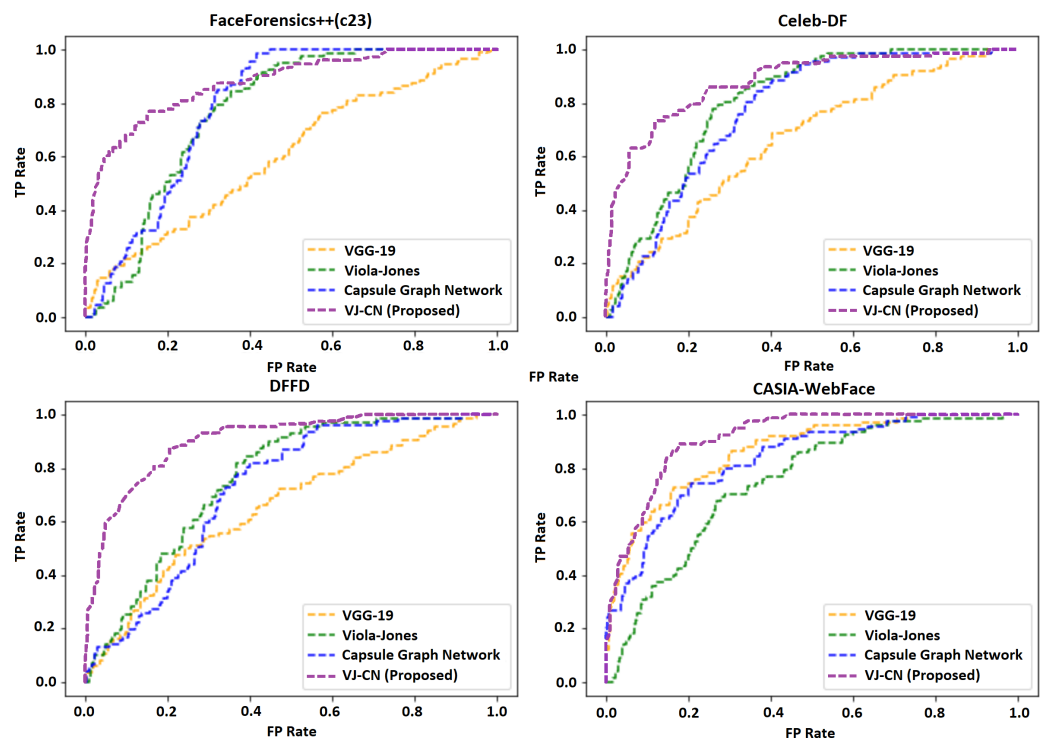 FaceForensics++(c23)
TP Rate
1.0
0.8
0.6
0.4
0.2
0.0
VGG-19
Viola-Jones
Capsule Graph Network
VJ-CN (Proposed)
0.0 0.2 0.4 0.6 0.8 1.0
FP Rate
Celeb-DF
TP Rate
1.0
0.8
0.6
0.4
0.2
0.0
VGG-19
Viola-Jones
Capsule Graph Network
VJ-CN (Proposed)
0.0 0.2 0.4 0.6 0.8 1.0
FP Rate
FP Rate
DFFD
TP Rate
1.0
0.8
0.6
0.4
0.2
0.0
VGG-19
Viola-Jones
Capsule Graph Network
VJ-CN (Proposed)
0.0 0.2 0.4 0.6 0.8 1.0
FP Rate
CASIA-WebFace
TP Rate
1.0
0.8
0.6
0.4
0.2
0.0
VGG-19
Viola-Jones
Capsule Graph Network
VJ-CN (Proposed)
0.0 0.2 0.4 0.6 0.8 1.0
FP Rate